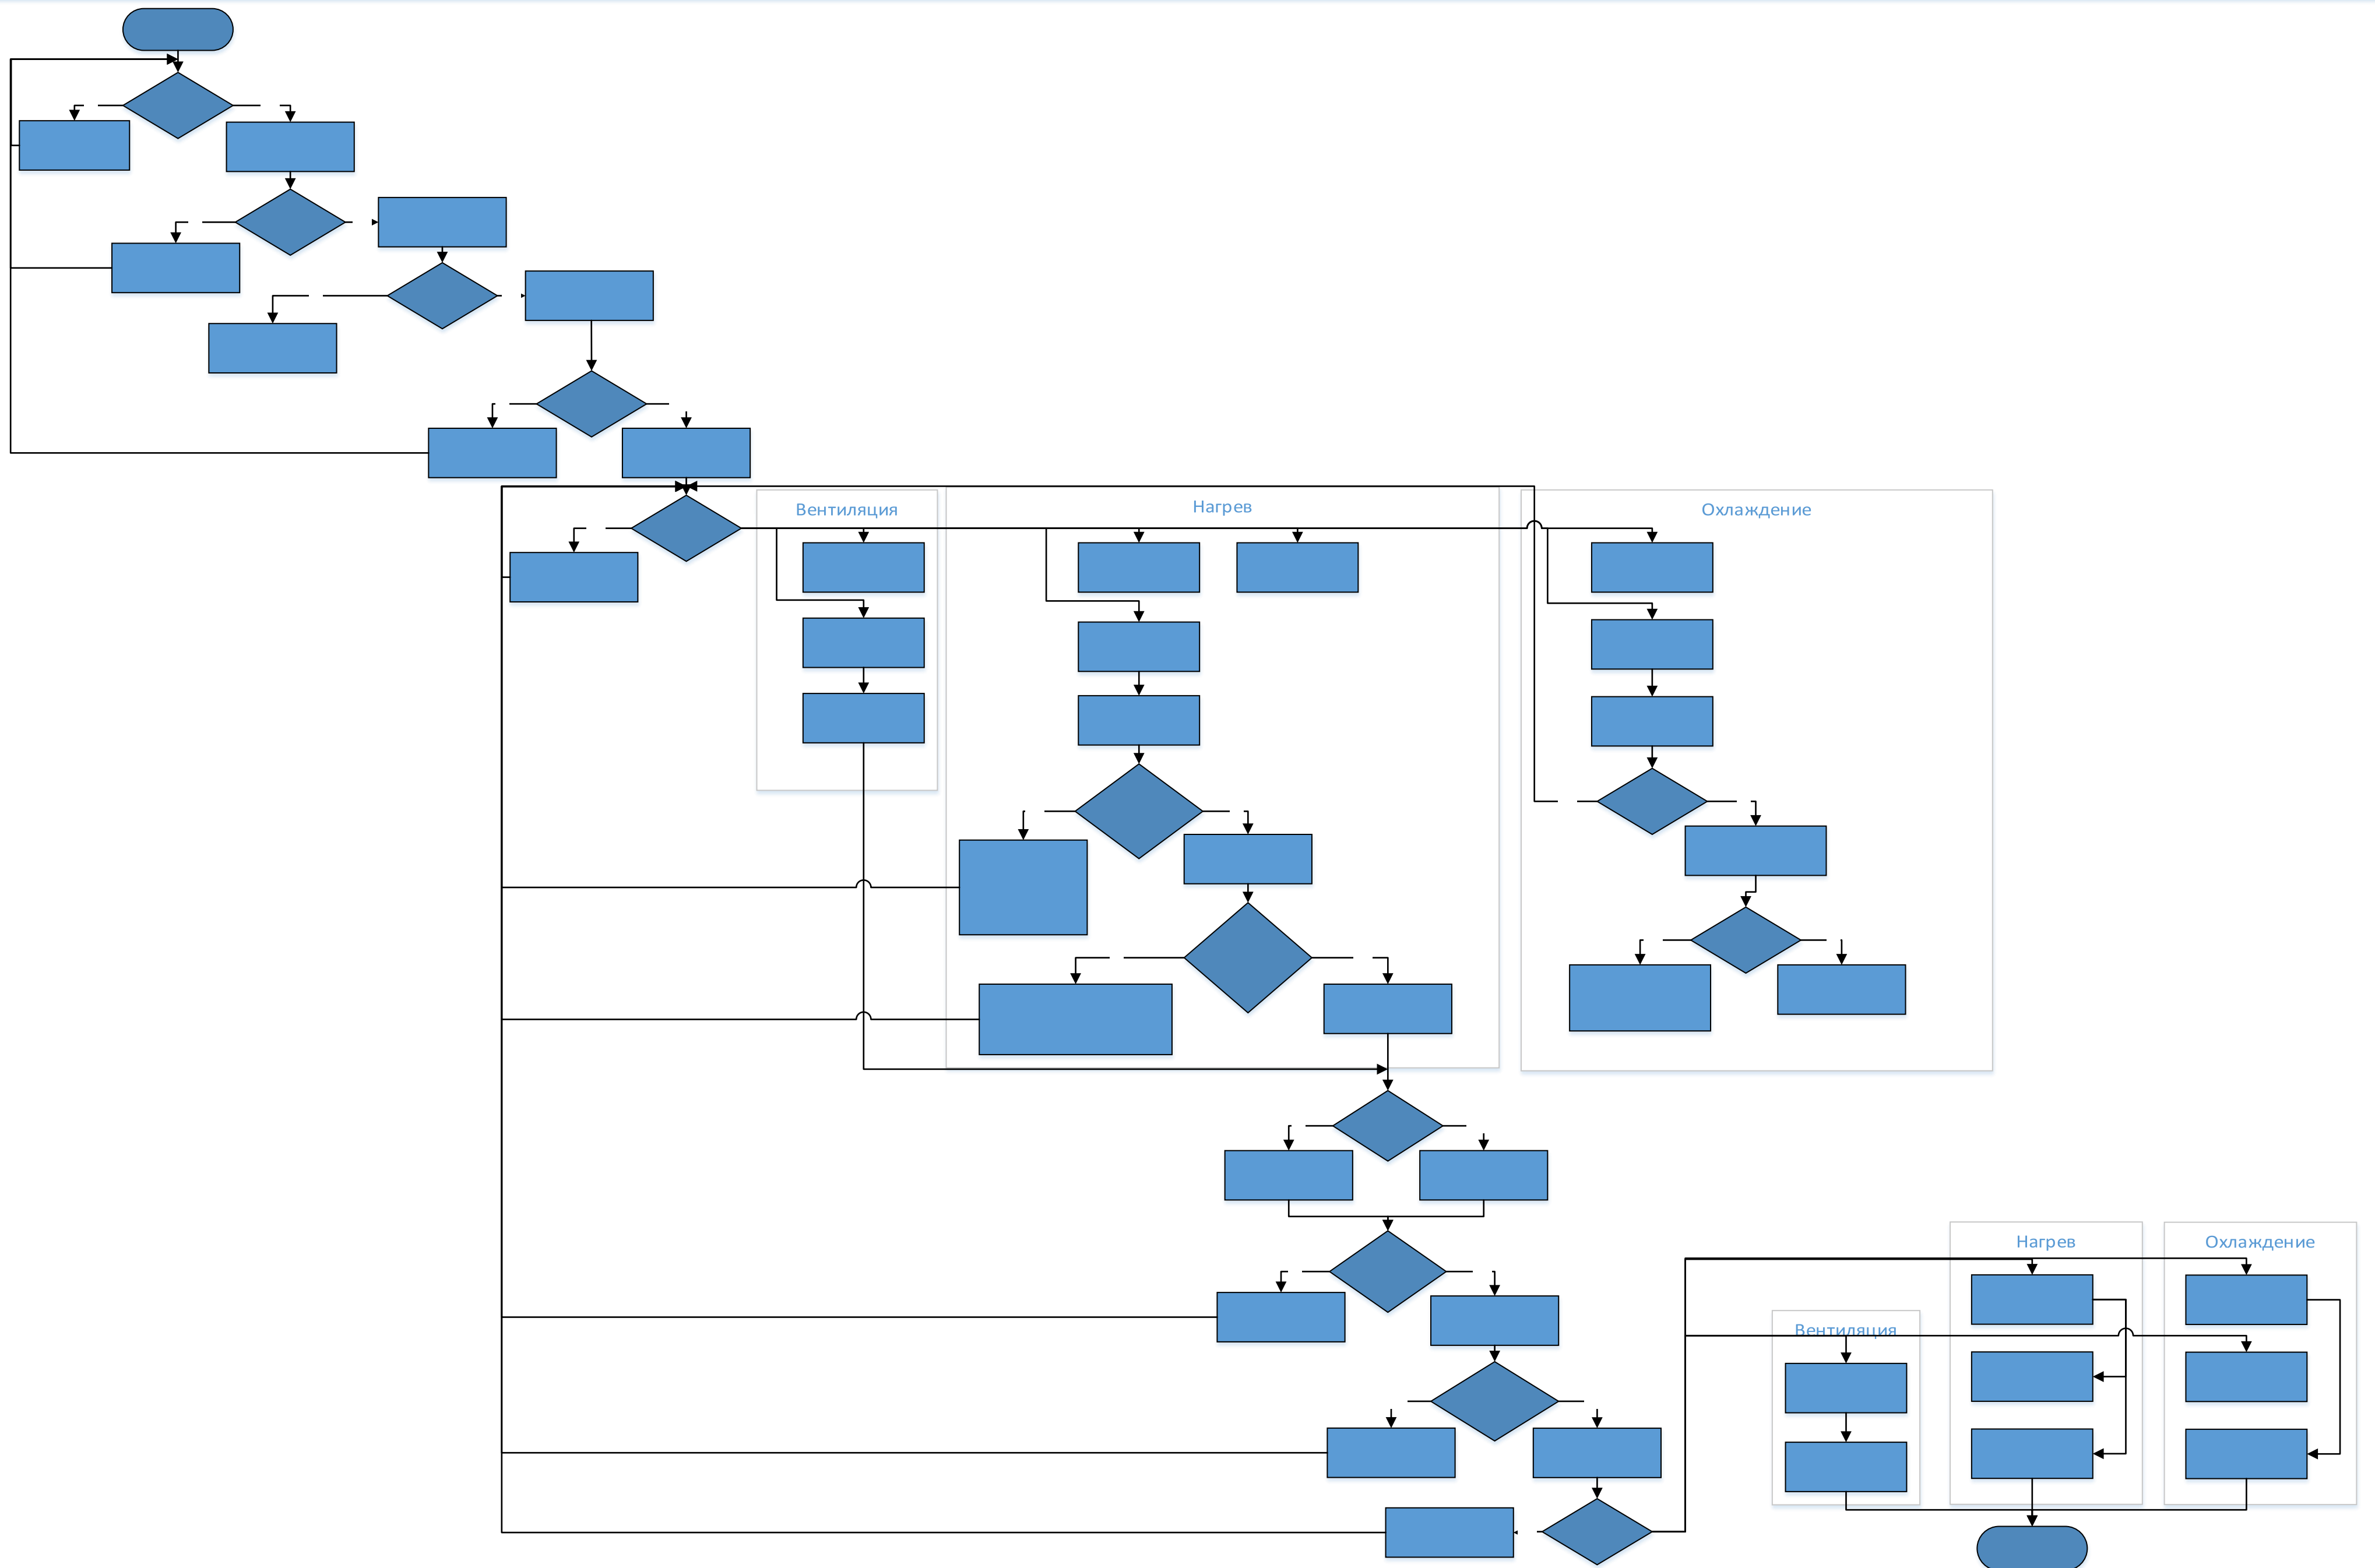 Вентиляция
Нагрев
Охлаждение
Нагрев
Охлаждение
Вентиляция